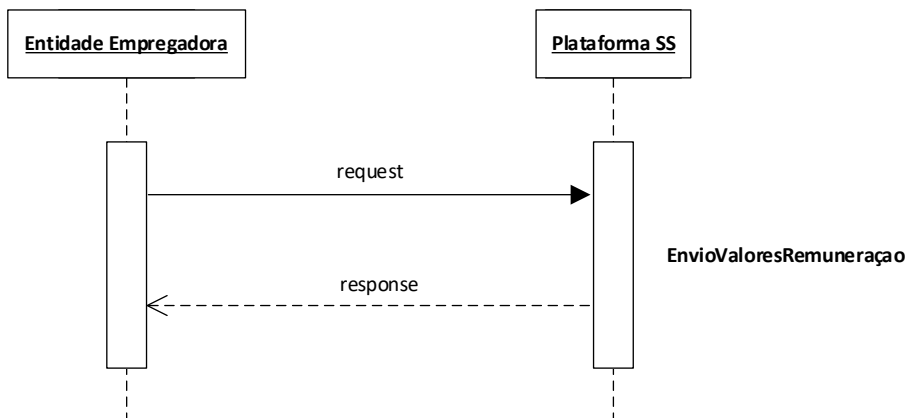 Entidade Empregadora
Plataforma SS
request
EnvioValoresRemuneraçao
response